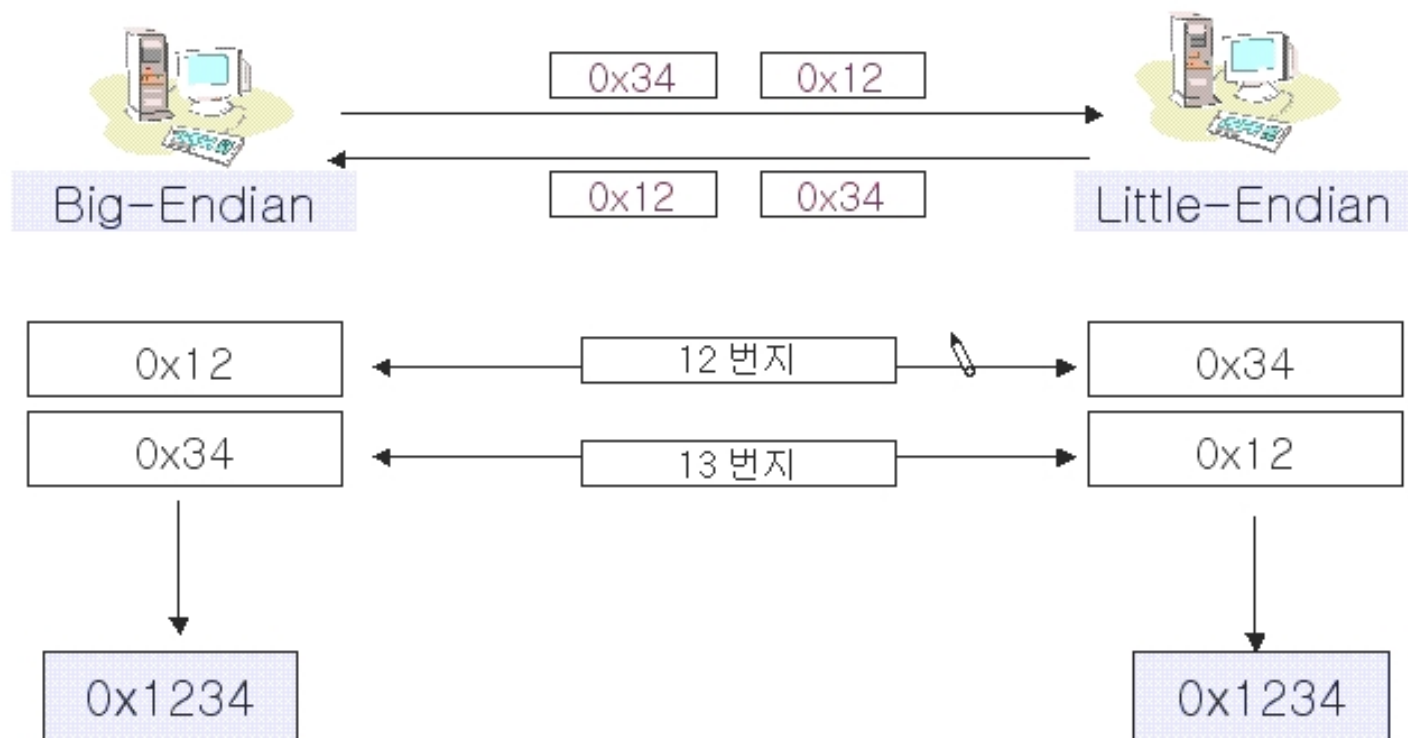 0x34 0x12
Big-Endian
0x12 0x34
Little-Endian
0x12
12 번지
0x34
0x34
13 번지
0x12
0x1234
0x1234